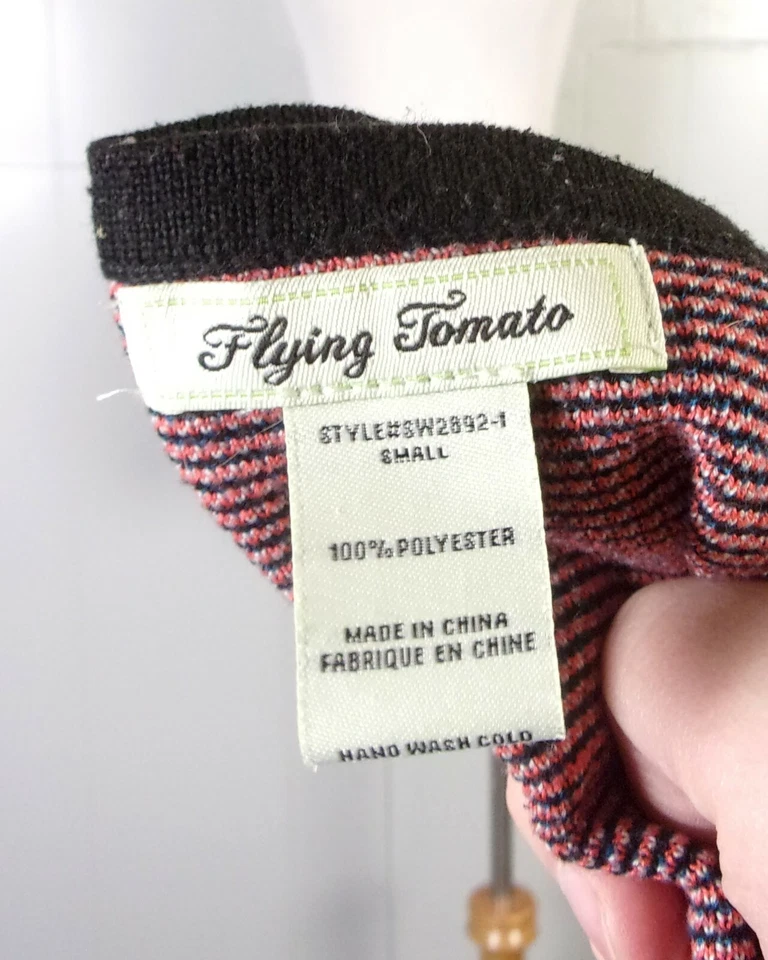 Flying Tomato
STYLE#SW2892-1
SMALL
100% POLYESTER
MADE IN CHINA
FABRIQUE EN CHINE
HAND WASH COLD